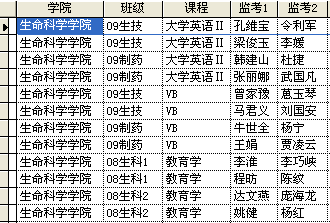 学院 班级 课程 监考1 监考2
生命科学学院 09生技 大学英语Ⅱ 孔维宝 令利军
生命科学学院 09生技 大学英语Ⅱ 梁俊玉 李媛
生命科学学院 09制药 大学英语Ⅱ 韩建山 杜捷
生命科学学院 09制药 大学英语Ⅱ 张丽娜 武国凡
生命科学学院 09生技 VB 曾家豫 葸玉琴
生命科学学院 09生技 VB 马君义 刘国安
生命科学学院 09制药 VB 牛世全 杨宁
生命科学学院 09制药 VB 王娟 贾凌云
生命科学学院 08生科1 教育学 李淮 李巧峡
生命科学学院 08生科1 教育学 程昉 陈纹
生命科学学院 08生科2 教育学 达文燕 庞海龙
生命科学学院 08生科2 教育学 姚健 杨红